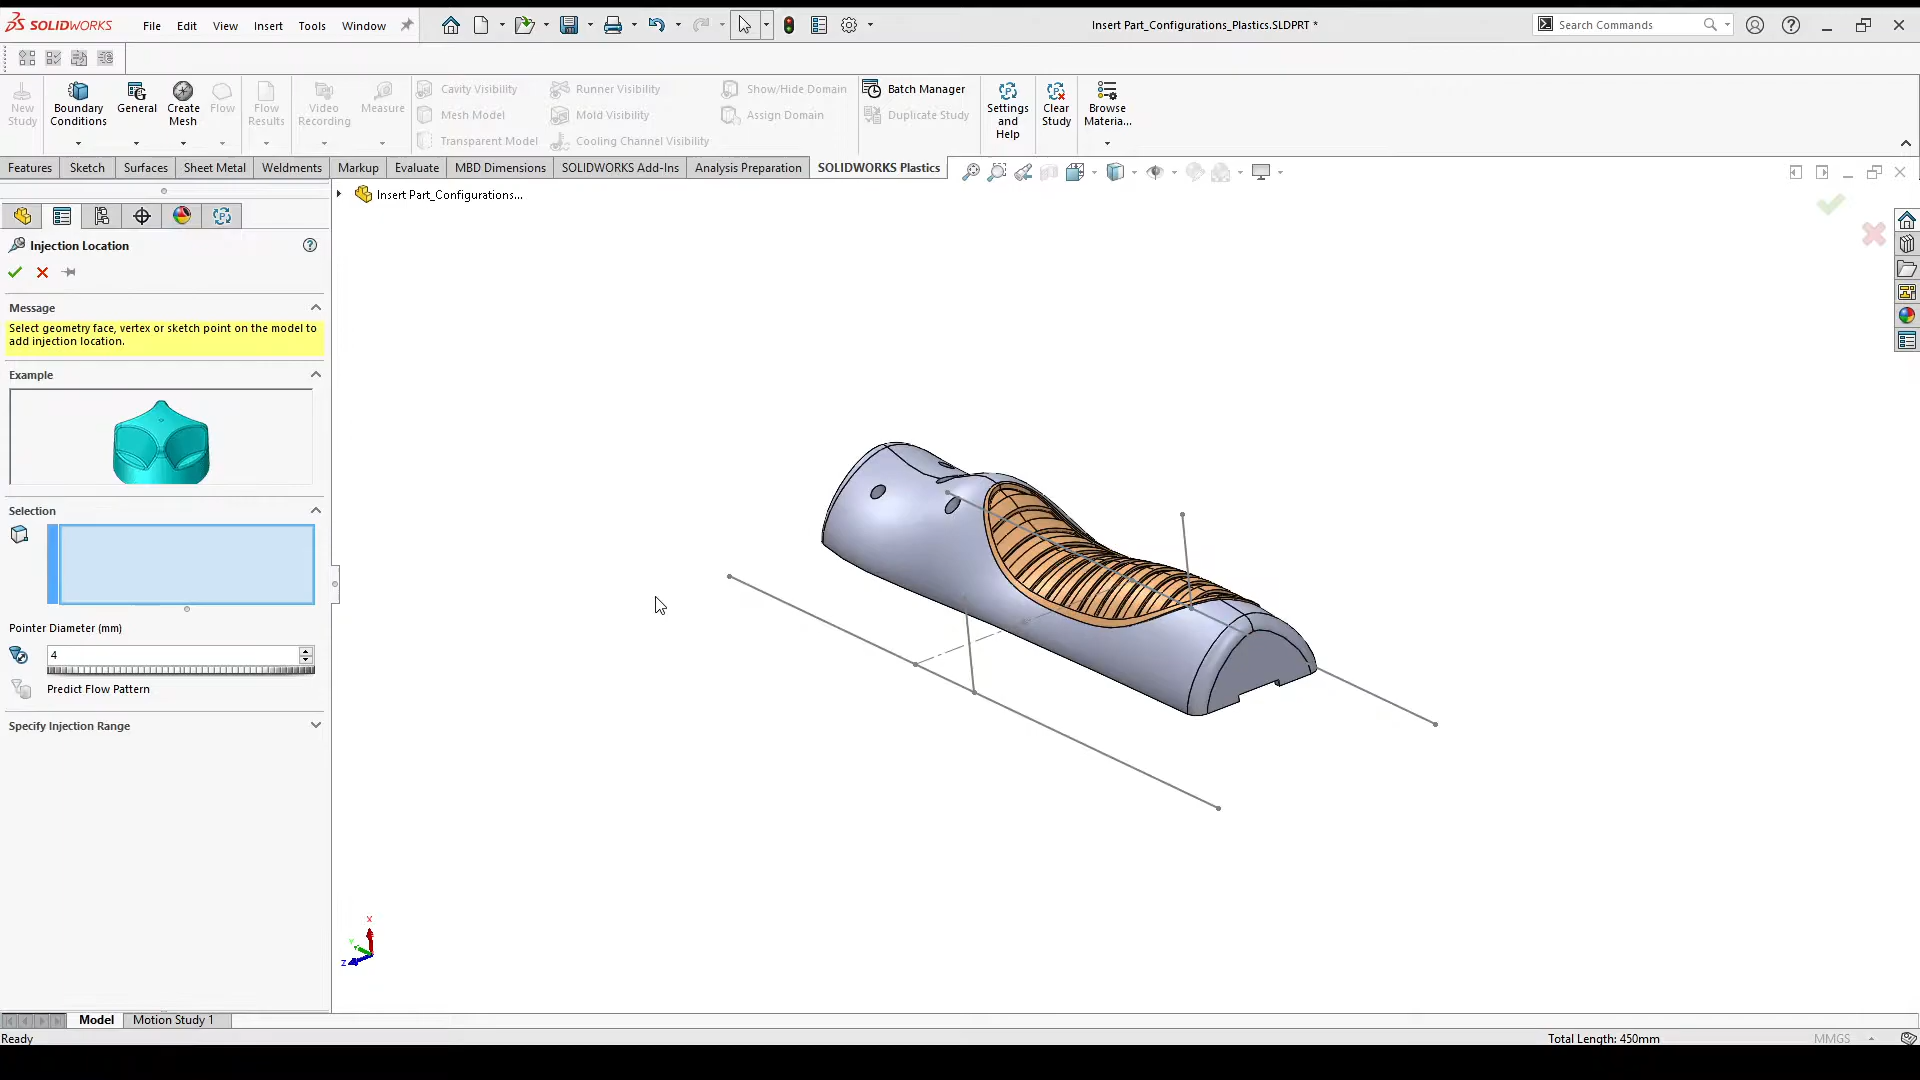 SOLIDWORKS
File Edit View Insert Tools Window
Insert Part_Configurations_Plastics.SLDPRT *
Search Commands
New Study
Boundary Conditions
General
Create Mesh
Flow
Flow Results
Video Recording
Measure
Cavity Visibility
Mesh Model
Transparent Model
Runner Visibility
Mold Visibility
Cooling Channel Visibility
Show/Hide Domain
Assign Domain
Batch Manager
Duplicate Study
Settings and Help
Clear Study
Browse Materia...
Features Sketch Surfaces Sheet Metal Weldments Markup Evaluate MBD Dimensions SOLIDWORKS Add-Ins Analysis Preparation SOLIDWORKS Plastics
Insert Part_Configurations...
Injection Location
Message
Select geometry face, vertex or sketch point on the model to
add injection location.
Example
Selection
Pointer Diameter (mm)
4
Predict Flow Pattern
Specify Injection Range
X
Y
Z
Model Motion Study 1
Ready
Total Length: 450mm
MMGS